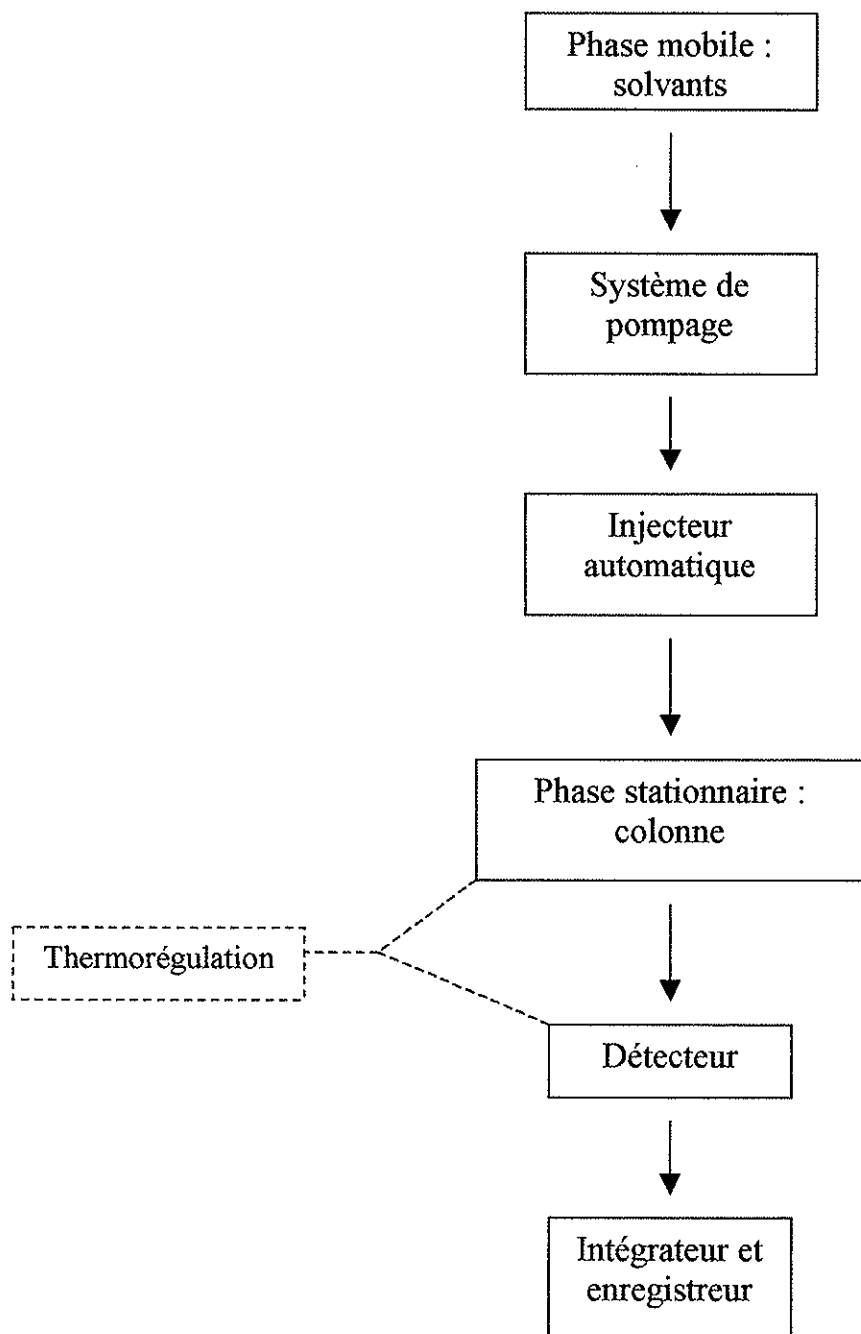 Phase mobile :
solvants
Système de
pompage
Injecteur
automatique
Phase stationnaire :
colonne
Thermorégulation
Détecteur
Intégrateur et
enregistreur